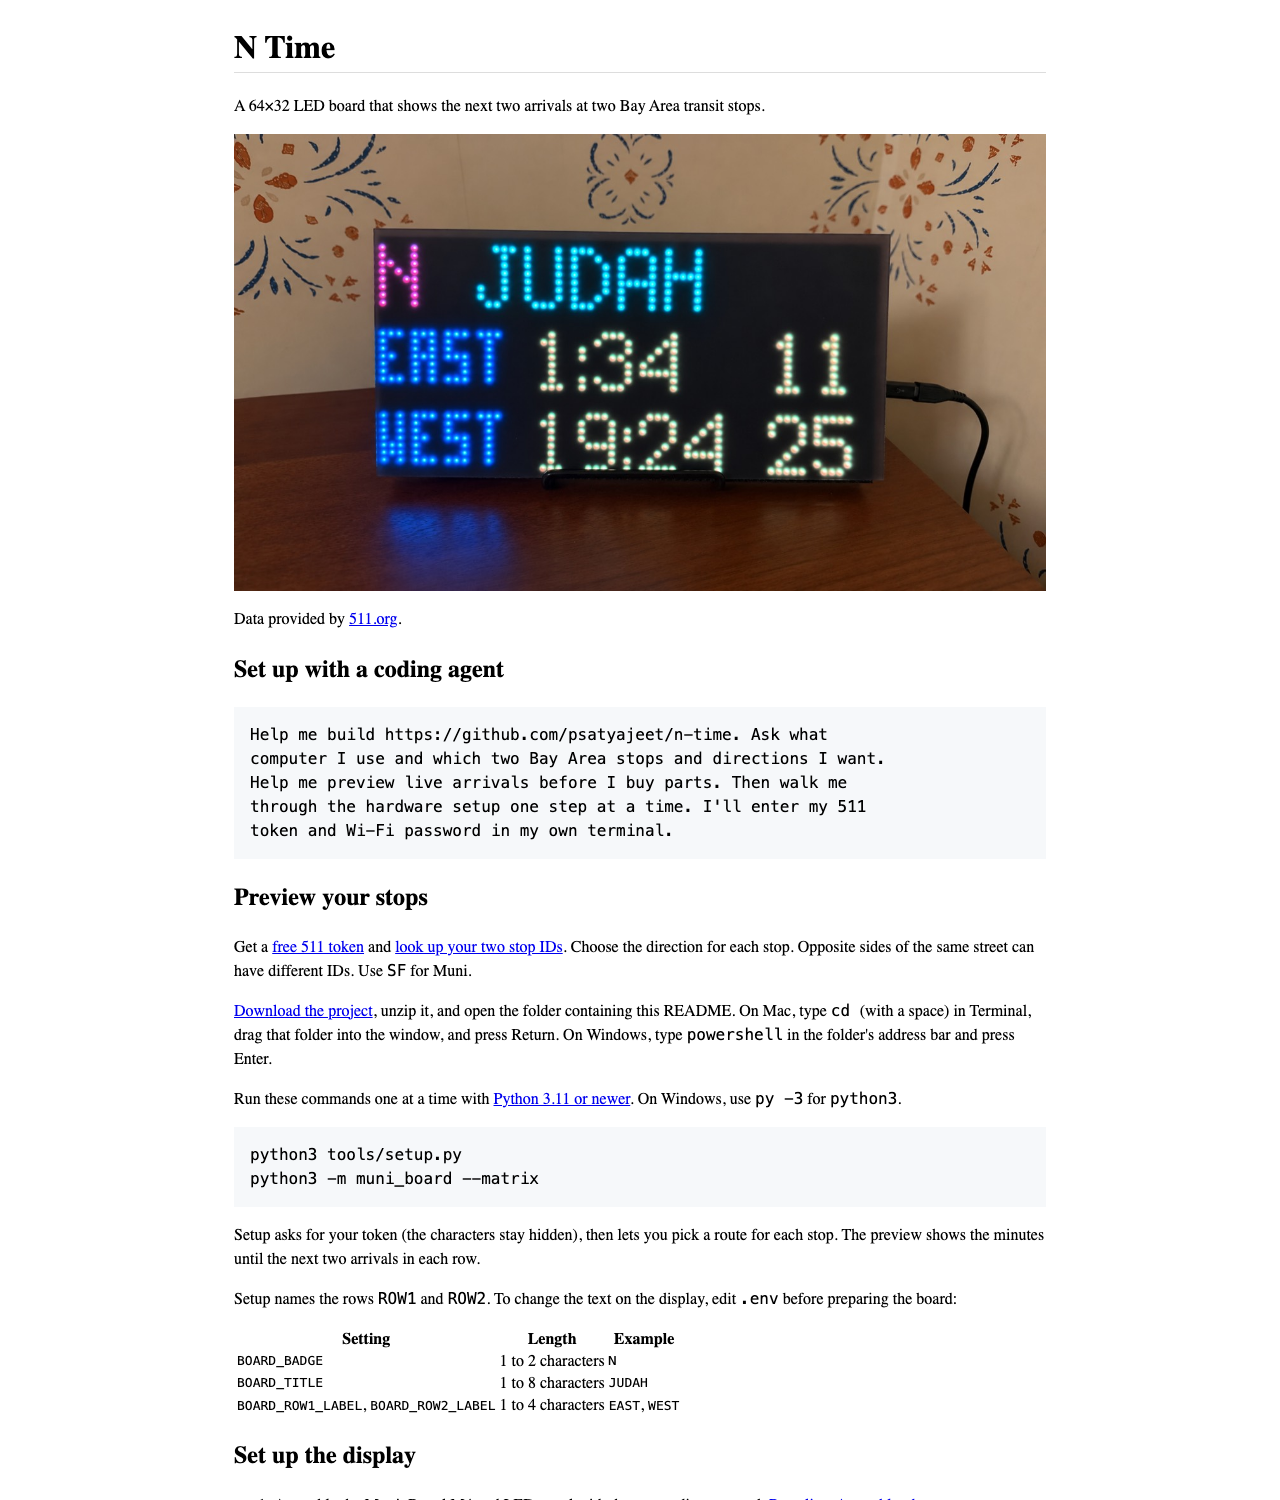 N Time
A 64×32 LED board that shows the next two arrivals at two Bay Area transit stops.
N JUDAH
EAST 1:34 11
WEST 19:24 25
Data provided by 511.org.
Set up with a coding agent
Help me build https://github.com/psatyajeet/n-time. Ask what
computer I use and which two Bay Area stops and directions I want.
Help me preview live arrivals before I buy parts. Then walk me
through the hardware setup one step at a time. I'll enter my 511
token and Wi-Fi password in my own terminal.
Preview your stops
Get a free 511 token and look up your two stop IDs. Choose the direction for each stop. Opposite sides of the same street can
have different IDs. Use SF for Muni.
Download the project, unzip it, and open the folder containing this README. On Mac, type cd (with a space) in Terminal,
drag that folder into the window, and press Return. On Windows, type powershell in the folder's address bar and press
Enter.
Run these commands one at a time with Python 3.11 or newer. On Windows, use py -3 for python3.
python3 tools/setup.py
python3 -m muni_board --matrix
Setup asks for your token (the characters stay hidden), then lets you pick a route for each stop. The preview shows the minutes
until the next two arrivals in each row.
Setup names the rows ROW1 and ROW2. To change the text on the display, edit .env before preparing the board:
Setting Length Example
BOARD_BADGE 1 to 2 characters N
BOARD_TITLE 1 to 8 characters JUDAH
BOARD_ROW1_LABEL, BOARD_ROW2_LABEL 1 to 4 characters EAST, WEST
Set up the display